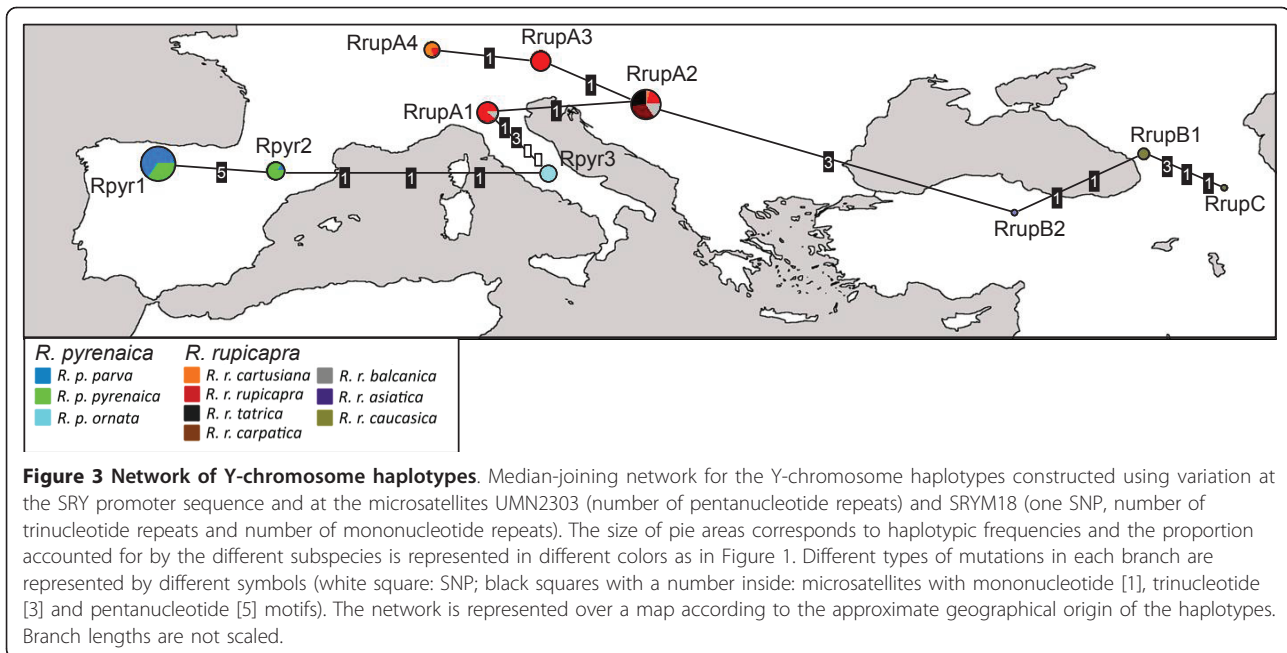 RrupA4
1
RrupA3
1
RrupA2
RrupA1
1
1
3
Rpyr1
5
Rpyr2
1
1
1
Rpyr3
3
RrupB2
1
1
RrupB1
3
1
1
RrupC
R. pyrenaica
R. p. parva
R. p. pyrenaica
R. p. ornata
R. rupicapra
R. r. cartusiana
R. r. rupicapra
R. r. tatrica
R. r. carpatica
R. r. balcanica
R. r. asiatica
R. r. caucasica
Figure 3 Network of Y-chromosome haplotypes. Median-joining network for the Y-chromosome haplotypes constructed using variation at
the SRY promoter sequence and at the microsatellites UMN2303 (number of pentanucleotide repeats) and SRYM18 (one SNP, number of
trinucleotide repeats and number of mononucleotide repeats). The size of pie areas corresponds to haplotypic frequencies and the proportion
accounted for by the different subspecies is represented in different colors as in Figure 1. Different types of mutations in each branch are
represented by different symbols (white square: SNP; black squares with a number inside: microsatellites with mononucleotide [1], trinucleotide
[3] and pentanucleotide [5] motifs). The network is represented over a map according to the approximate geographical origin of the haplotypes.
Branch lengths are not scaled.